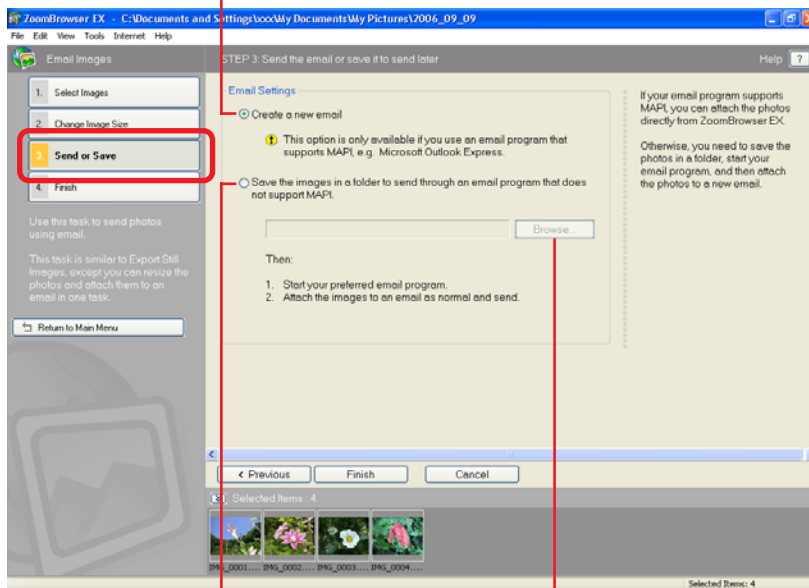 ZoomBrowser EX - C:\Documents and Settings\xxx\My Documents\My Pictures\2006_09_09
File Edit View Tools Internet Help
Email Images
STEP 3: Send the email or save it to send later
Help ?
1. Select Images
2. Change Image Size
3. Send or Save
4. Finish
Use this task to send photos
using email.
This task is similar to Export Still
Images, except you can resize the
photos and attach them to an
email in one task.
Return to Main Menu
Email Settings
Create a new email
This option is only available if you use an email program that
supports MAPI, e.g. Microsoft Outlook Express.
Save the images in a folder to send through an email program that does
not support MAPI.
Browse...
Then:
1. Start your preferred email program.
2. Attach the images to an email as normal and send.
If your email program supports
MAPI, you can attach the photos
directly from ZoomBrowser EX.
Otherwise, you need to save the
photos in a folder, start your
email program, and then attach
the photos to a new email.
< Previous
Finish
Cancel
Selected Items : 4
IMG_0001.... IMG_0002.... IMG_0003.... IMG_0004....
Selected Items: 4